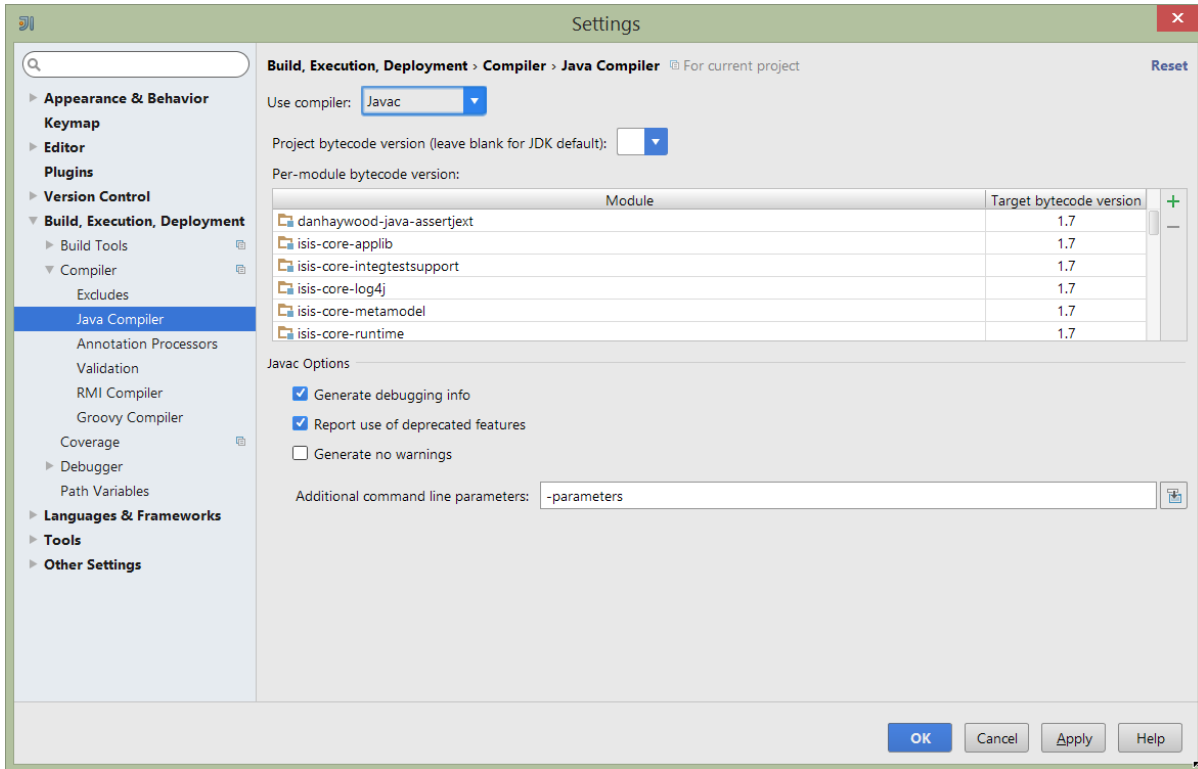 Settings
Build, Execution, Deployment › Compiler › Java Compiler For current project Reset
Appearance & Behavior
Keymap
Editor
Plugins
Version Control
Build, Execution, Deployment
Build Tools
Compiler
Excludes
Java Compiler
Annotation Processors
Validation
RMI Compiler
Groovy Compiler
Coverage
Debugger
Path Variables
Languages & Frameworks
Tools
Other Settings
Use compiler: Javac
Project bytecode version (leave blank for JDK default):
Per-module bytecode version:
Module Target bytecode version
danhaywood-java-assertjext 1.7
isis-core-applib 1.7
isis-core-integtestsupport 1.7
isis-core-log4j 1.7
isis-core-metamodel 1.7
isis-core-runtime 1.7
Javac Options
Generate debugging info
Report use of deprecated features
Generate no warnings
Additional command line parameters: -parameters
OK Cancel Apply Help